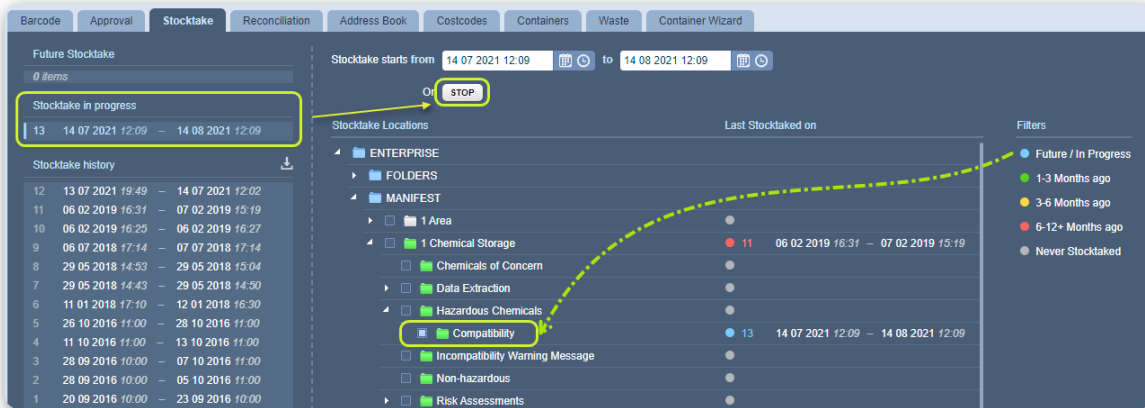 Barcode Approval Stocktake Reconciliation Address Book Costcodes Containers Waste Container Wizard
Future Stocktake
0 items
Stocktake in progress
13 14 07 2021 12:09 – 14 08 2021 12:09
Stocktake history
12 13 07 2021 19:49 – 14 07 2021 12:02
11 06 02 2019 16:31 – 07 02 2019 15:19
10 06 02 2019 16:25 – 06 02 2019 16:27
9 06 07 2018 17:14 – 07 07 2018 17:14
8 29 05 2018 14:53 – 29 05 2018 15:04
7 29 05 2018 14:43 – 29 05 2018 14:50
6 11 01 2018 17:10 – 12 01 2018 16:30
5 26 10 2016 11:00 – 28 10 2016 11:00
4 11 10 2016 11:00 – 13 10 2016 11:00
3 28 09 2016 10:00 – 07 10 2016 11:00
2 28 09 2016 10:00 – 05 10 2016 11:00
1 20 09 2016 10:00 – 23 09 2016 10:00
Stocktake starts from 14 07 2021 12:09 to 14 08 2021 12:09
Or STOP
Stocktake Locations Last Stocktaked on
ENTERPRISE
FOLDERS
MANIFEST
1 Area
1 Chemical Storage 11 06 02 2019 16:31 – 07 02 2019 15:19
Chemicals of Concern
Data Extraction
Hazardous Chemicals
Compatibility 13 14 07 2021 12:09 – 14 08 2021 12:09
Incompatibility Warning Message
Non-hazardous
Risk Assessments
Filters
Future / In Progress
1-3 Months ago
3-6 Months ago
6-12+ Months ago
Never Stocktaked